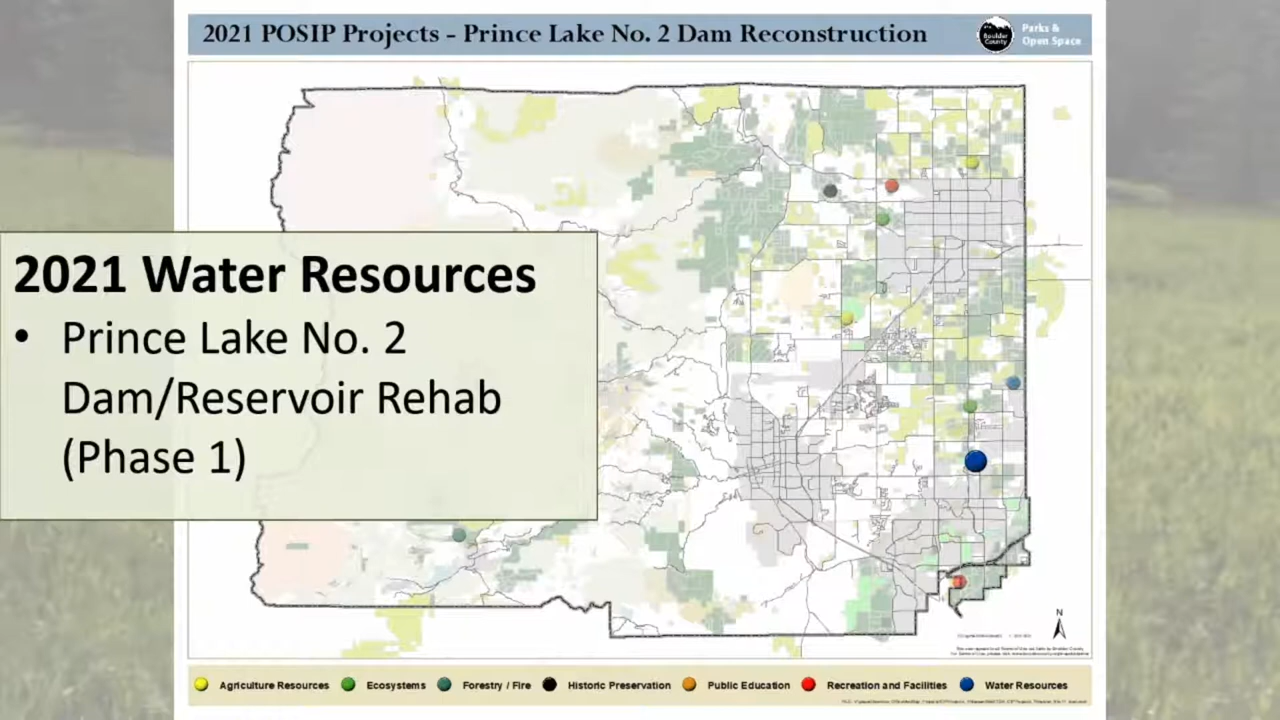 2021 POSIP Projects - Prince Lake No. 2 Dam Reconstruction
Boulder
County
Parks &
Open Space
2021 Water Resources
• Prince Lake No. 2
Dam/Reservoir Rehab
(Phase 1)
N
Agriculture Resources
Ecosystems
Forestry / Fire
Historic Preservation
Public Education
Recreation and Facilities
Water Resources